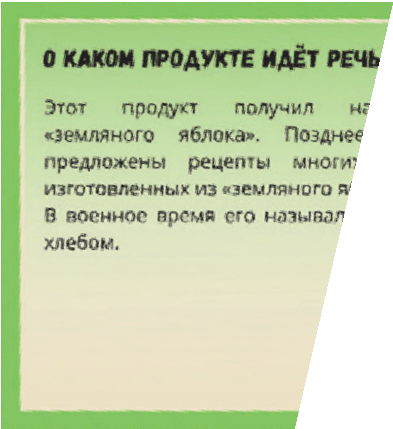 О КАКОМ ПРОДУКТЕ ИДЁТ РЕЧЬ
Этот продукт получил на
«земляного яблока». Позднее
предложены рецепты многих
изготовленных из «земляного
В военное время его называл
хлебом.